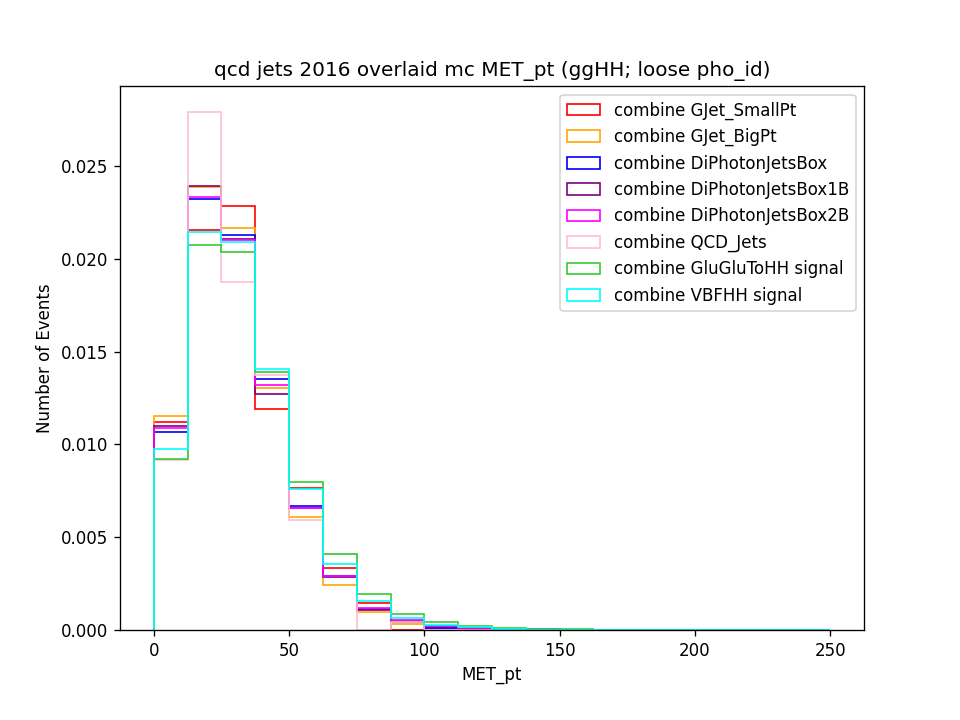 qcd jets 2016 overlaid mc MET_pt (ggHH; loose pho_id)
combine GJet_SmallPt
combine GJet_BigPt
combine DiPhotonJetsBox
combine DiPhotonJetsBox1B
combine DiPhotonJetsBox2B
combine QCD_Jets
combine GluGluToHH signal
combine VBFHH signal
Number of Events
0.025
0.020
0.015
0.010
0.005
0.000
0 50 100 150 200 250
MET_pt